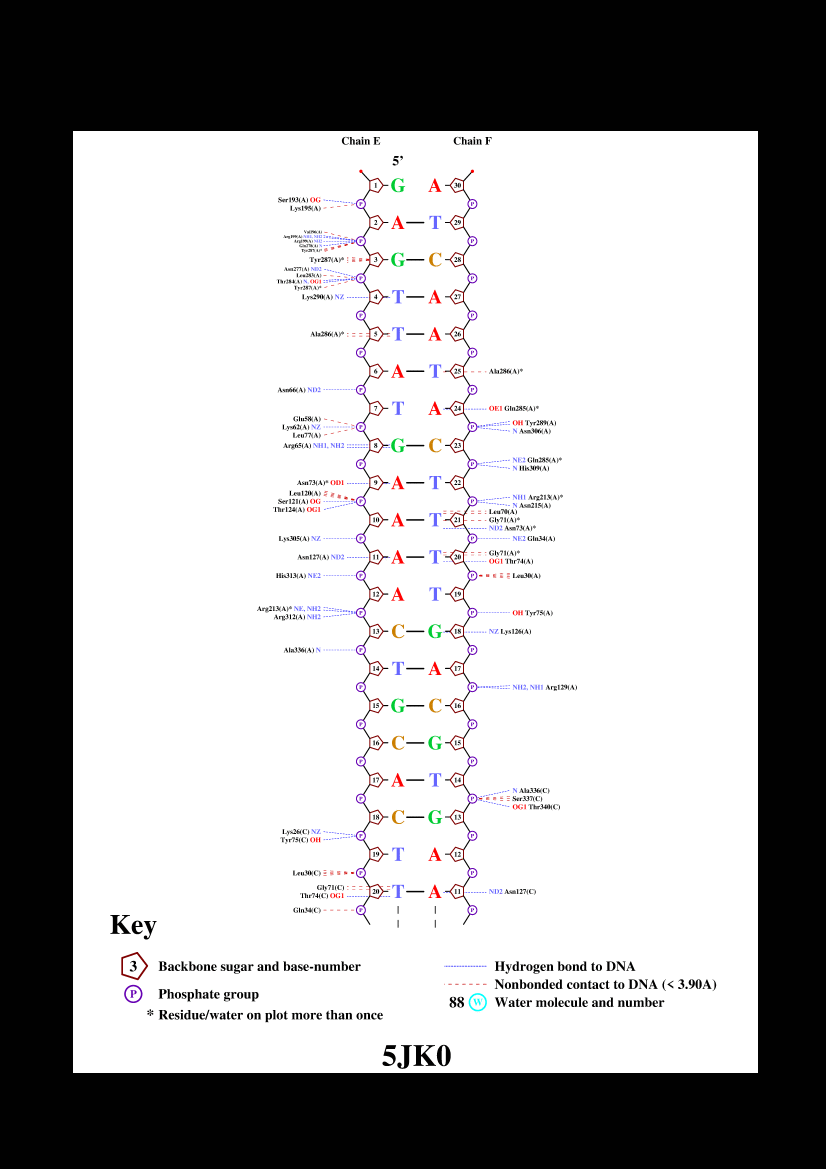 Chain E Chain F
5’
1 G A 30
Ser193(A) OG
Lys195(A)
P P
2 A T 29
Val196(A)
Arg199(A) NH1, NH2
Gln278(A) N
Tyr287(A)*
P P
Tyr287(A)* 3 G C 28
Asn277(A) ND2
Leu283(A)
Thr284(A) N, OG1
Tyr287(A)*
P P
Lys290(A) NZ 4 T A 27
P P
Ala286(A)* 5 T A 26
P P
6 A T 25 Ala286(A)*
Asn66(A) ND2 P P
7 T A 24 OE1 Gln285(A)*
Glu58(A)
Lys62(A) NZ
Leu77(A)
P P
OH Tyr289(A)
N Asn306(A)
Arg65(A) NH1, NH2 8 G C 23
P P
NE2 Gln285(A)*
N His309(A)
Asn73(A)* OD1 9 A T 22
Leu120(A)
Ser121(A) OG
Thr124(A) OG1
P P
NH1 Arg213(A)*
N Asn215(A)
10 A T 21
Leu70(A)
Gly71(A)*
ND2 Asn73(A)*
Lys305(A) NZ P P NE2 Gln34(A)
Asn127(A) ND2 11 A T 20
Gly71(A)*
OG1 Thr74(A)
His313(A) NE2 P P Leu30(A)
12 A T 19
Arg213(A)* NE, NH2
Arg312(A) NH2
P P OH Tyr75(A)
13 C G 18 NZ Lys126(A)
Ala336(A) N P P
14 T A 17
P P NH2, NH1 Arg129(A)
15 G C 16
P P
16 C G 15
P P
17 A T 14
P P
N Ala336(C)
Ser337(C)
OG1 Thr340(C)
18 C G 13
Lys26(C) NZ
Tyr75(C) OH
P P
19 T A 12
Leu30(C) P P
Gly71(C)
Thr74(C) OG1
20 T A 11 ND2 Asn127(C)
Gln34(C) P P
Key
3 Backbone sugar and base-number
P Phosphate group
* Residue/water on plot more than once
Hydrogen bond to DNA
Nonbonded contact to DNA (< 3.90A)
88 W Water molecule and number
5JK0